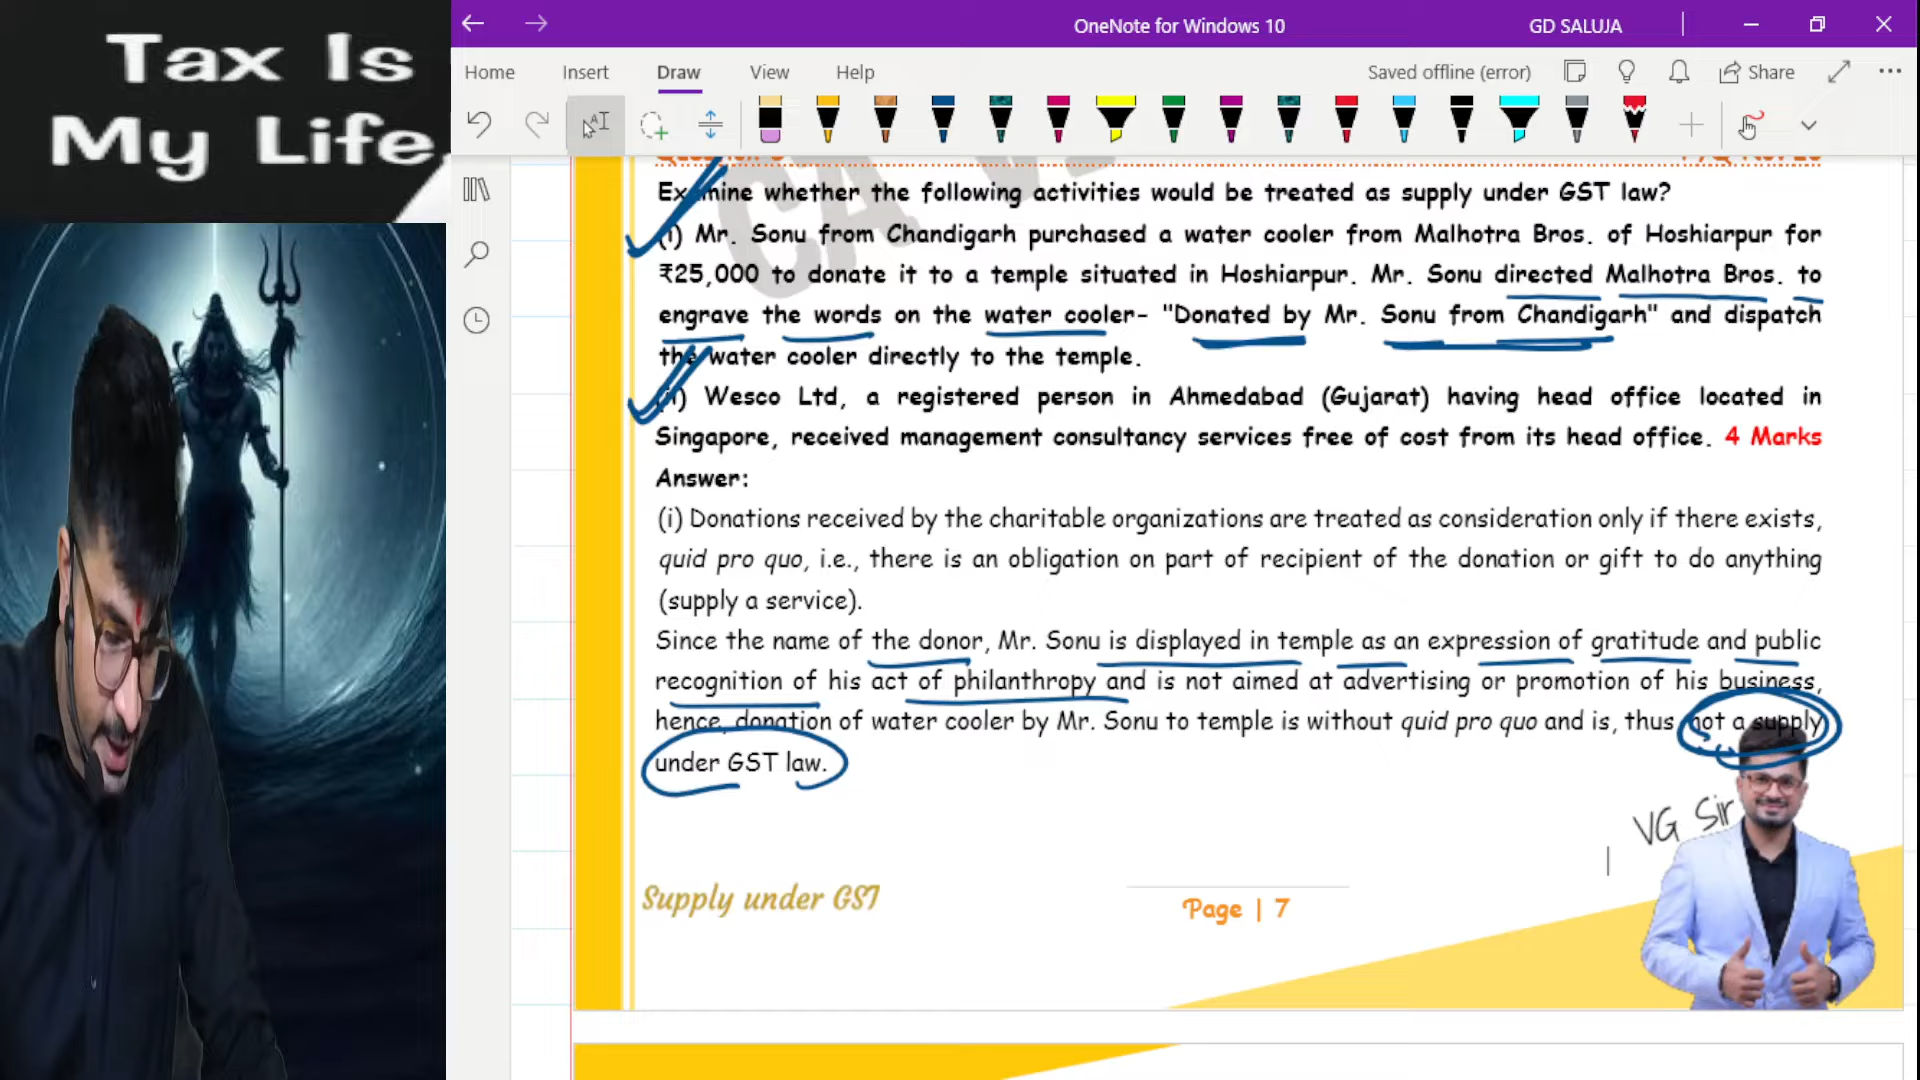 Tax Is
My Life.
OneNote for Windows 10
GD SALUJA
Home Insert Draw View Help
Saved offline (error)
Share
Examine whether the following activities would be treated as supply under GST law?
(i) Mr. Sonu from Chandigarh purchased a water cooler from Malhotra Bros. of Hoshiarpur for
₹25,000 to donate it to a temple situated in Hoshiarpur. Mr. Sonu directed Malhotra Bros. to
engrave the words on the water cooler- "Donated by Mr. Sonu from Chandigarh" and dispatch
the water cooler directly to the temple.
(ii) Wesco Ltd, a registered person in Ahmedabad (Gujarat) having head office located in
Singapore, received management consultancy services free of cost from its head office. 4 Marks
Answer:
(i) Donations received by the charitable organizations are treated as consideration only if there exists,
quid pro quo, i.e., there is an obligation on part of recipient of the donation or gift to do anything
(supply a service).
Since the name of the donor, Mr. Sonu is displayed in temple as an expression of gratitude and public
recognition of his act of philanthropy and is not aimed at advertising or promotion of his business,
hence, donation of water cooler by Mr. Sonu to temple is without quid pro quo and is, thus not a supply
under GST law.
VG Sir
Supply under GST
Page | 7